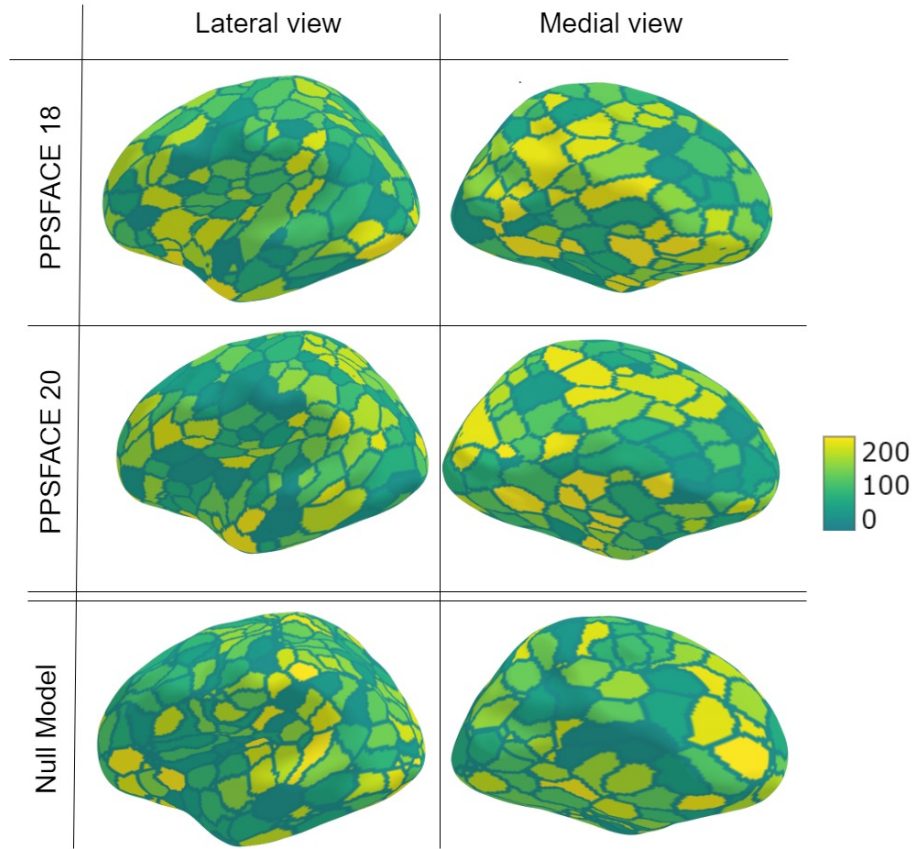 Lateral view
Medial view
PPSFACE 18
PPSFACE 20
200
100
0
Null Model